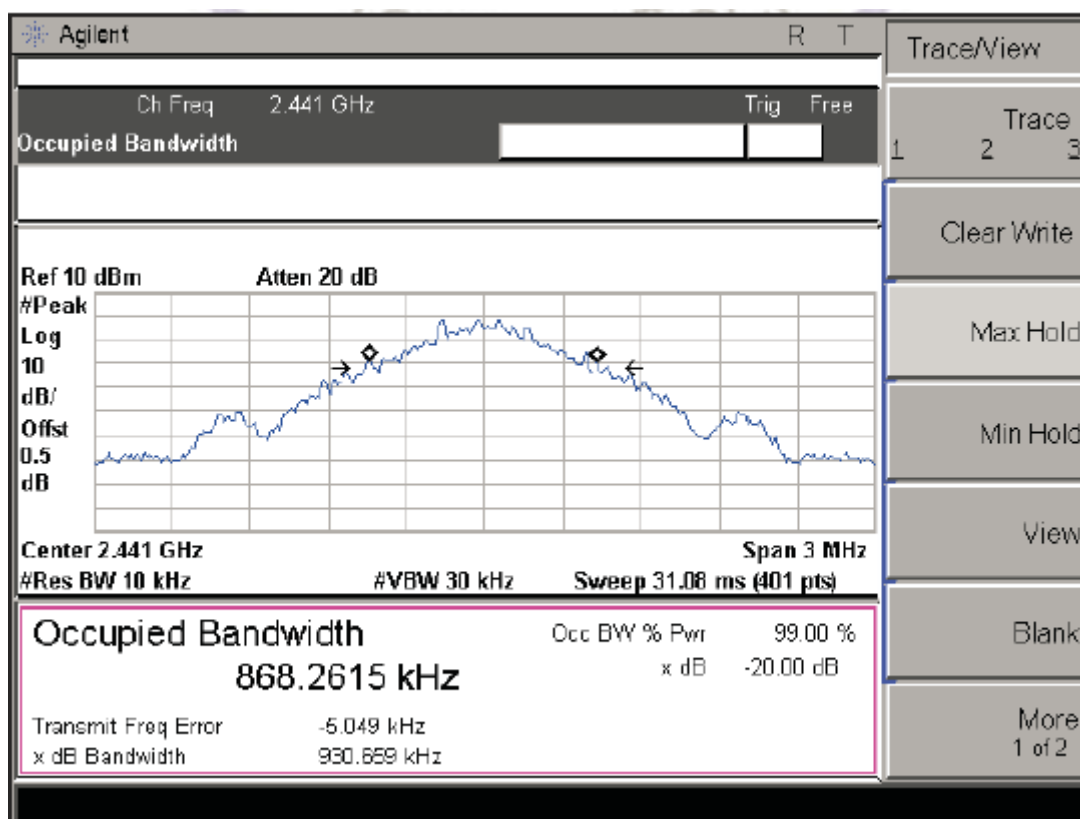 Agilent R T
Trace/View
Ch Freq 2.441 GHz Trig Free
Occupied Bandwidth
Trace
1 2 3
Clear Write
Max Hold
Min Hold
View
Blank
More
1 of 2
Ref 10 dBm Atten 20 dB
#Peak
Log
10
dB/
Offst
0.5
dB
Center 2.441 GHz Span 3 MHz
#Res BW 10 kHz #VBW 30 kHz Sweep 31.08 ms (401 pts)
Occupied Bandwidth Occ BW % Pwr 99.00 %
868.2615 kHz x dB -20.00 dB
Transmit Freq Error -5.049 kHz
x dB Bandwidth 930.659 kHz